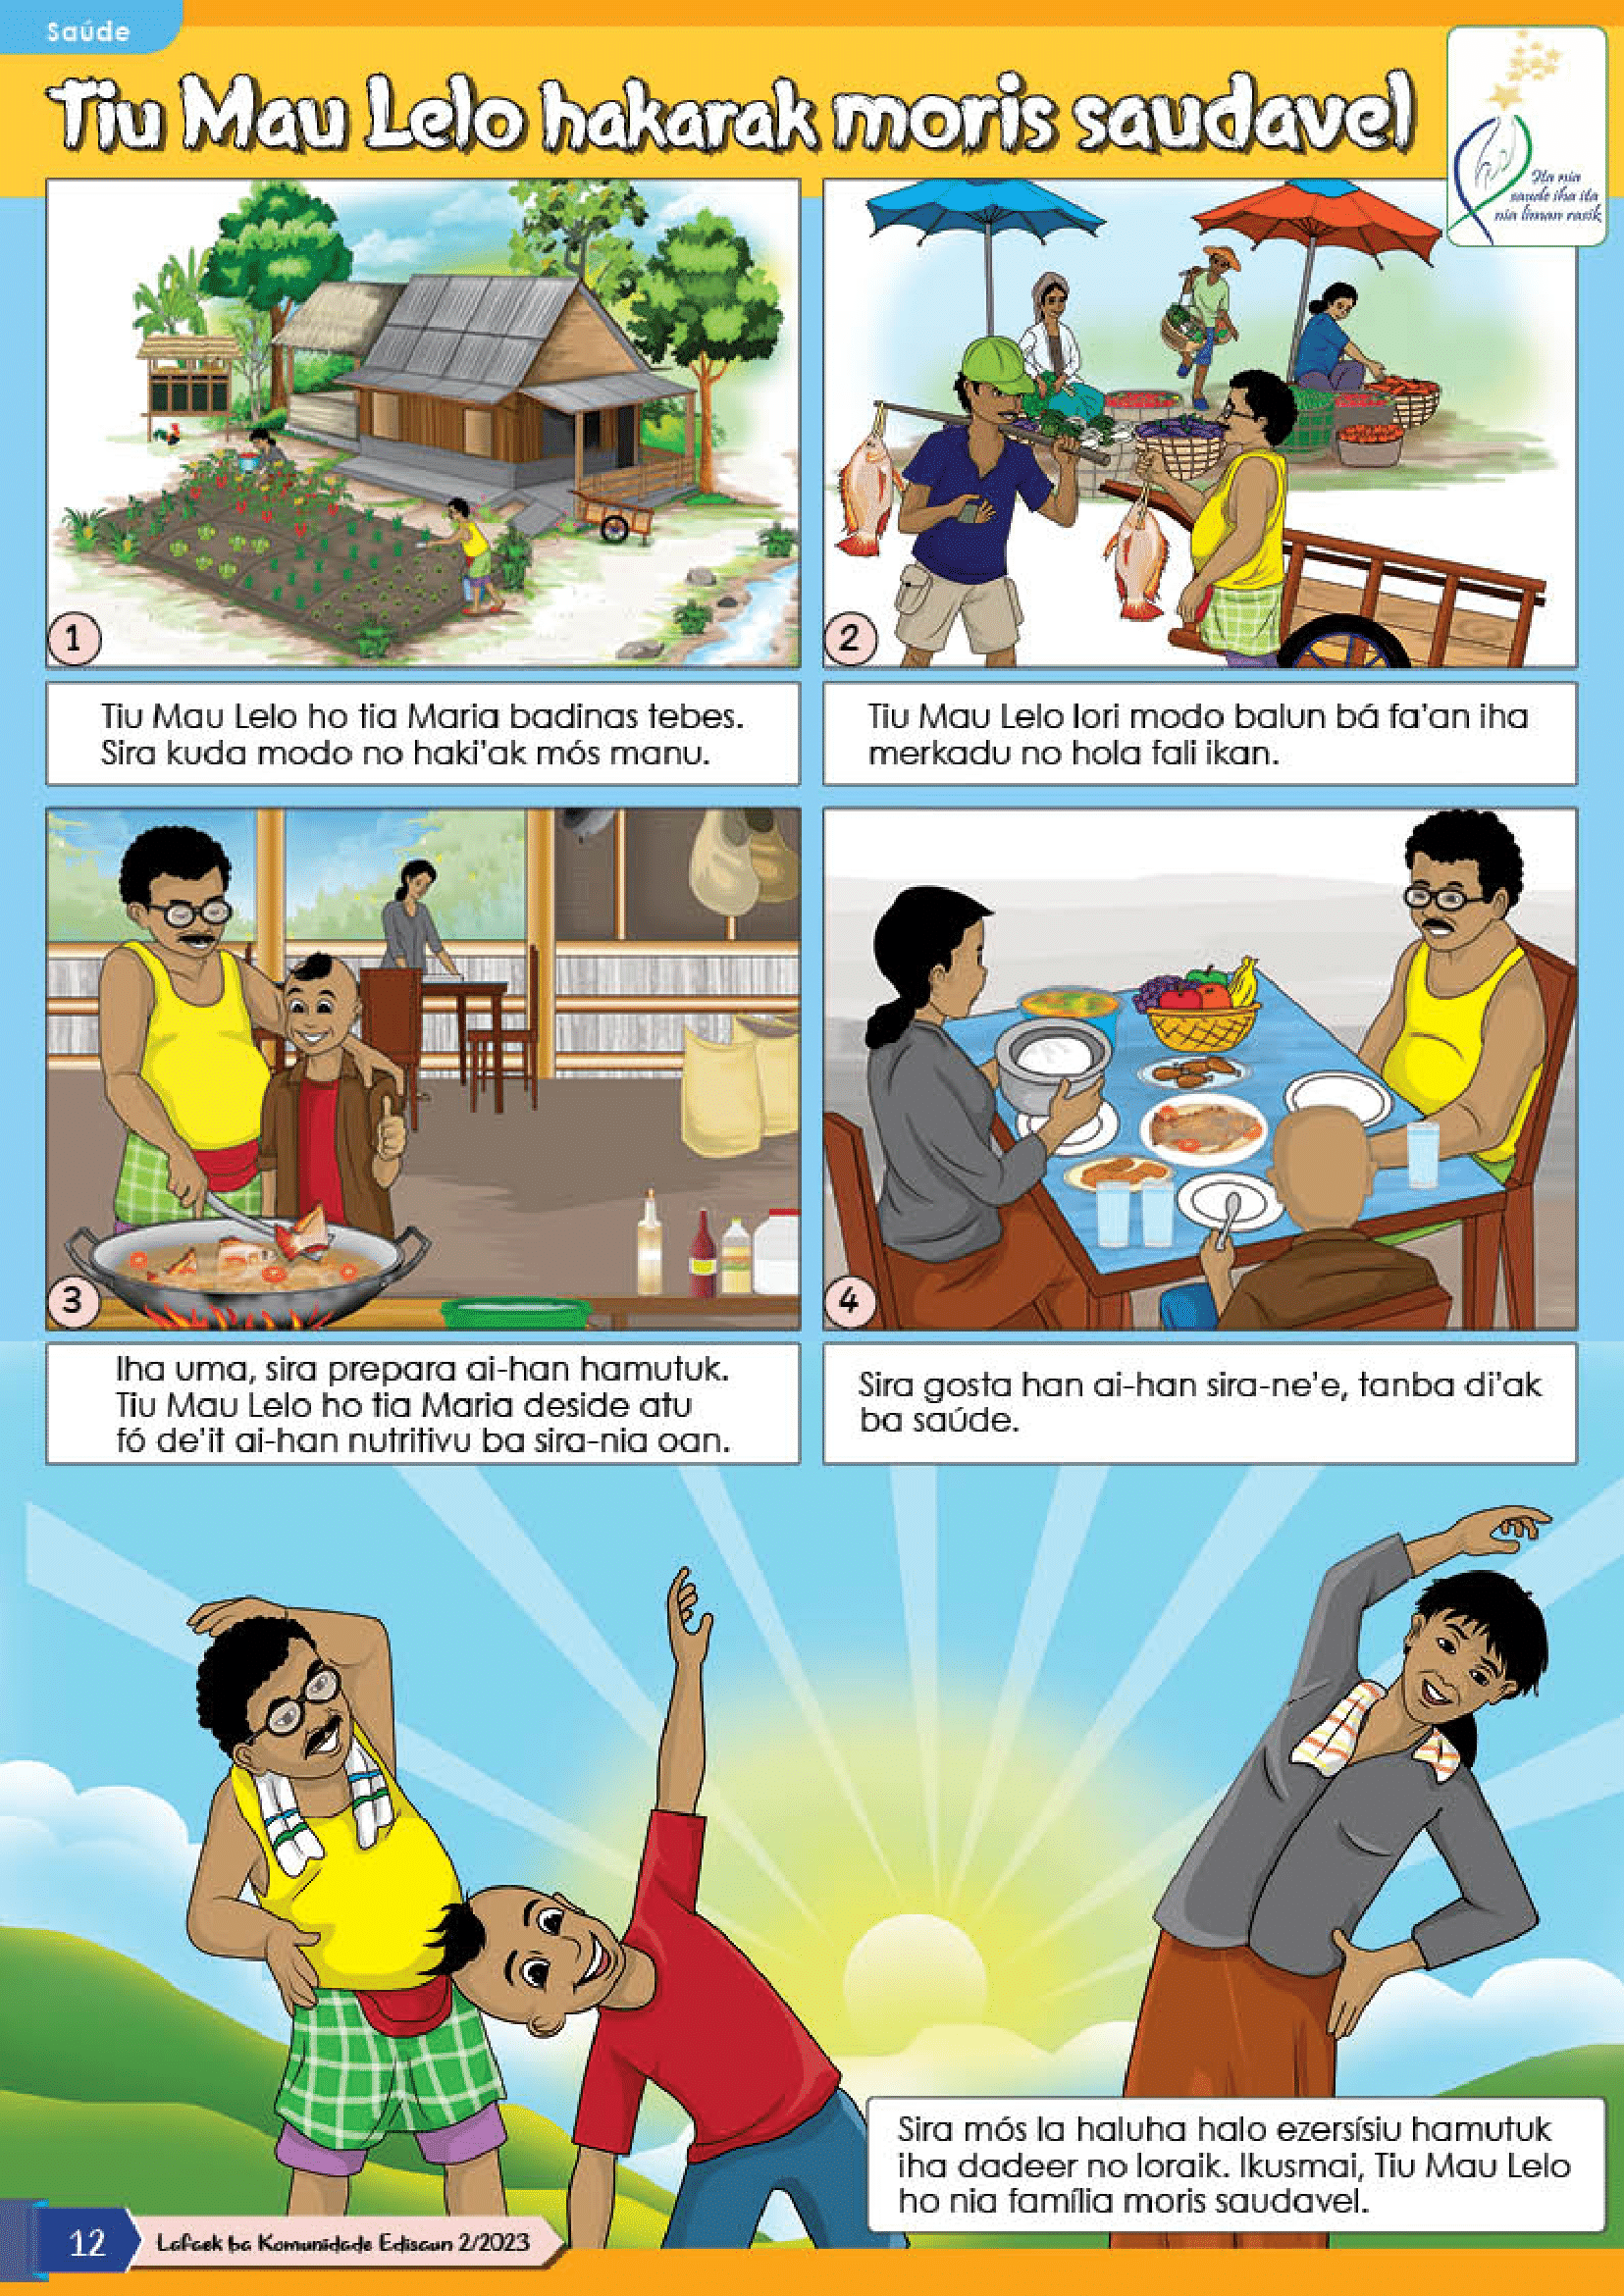 Saúde
Tiu Mau Lelo hakarak moris saudavel
Ita nia
saude iha ita
nia liman rasik
1
2
Tiu Mau Lelo ho tia Maria badinas tebes.
Sira kuda modo no haki'ak mós manu.
Tiu Mau Lelo lori modo balun bá fa'an iha
merkadu no hola fali ikan.
3
4
Iha uma, sira prepara ai-han hamutuk.
Tiu Mau Lelo ho tia Maria deside atu
fó de'it ai-han nutritivu ba sira-nia oan.
Sira gosta han ai-han sira-ne'e, tanba di'ak
ba saúde.
Sira mós la haluha halo ezersísiu hamutuk
iha dadeer no loraik. Ikusmai, Tiu Mau Lelo
ho nia família moris saudavel.
12
Lafaek ba Komunidade Edisaun 2/2023